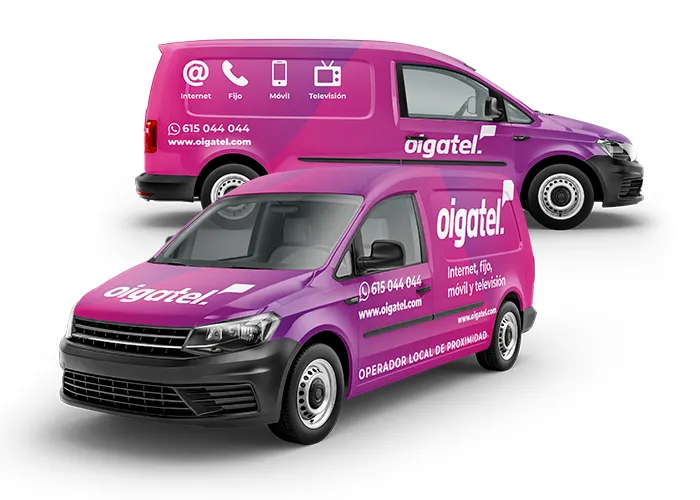 @
Internet Fijo Móvil Televisión
615 044 044
www.oigatel.com
oigatel.
oigatel.
oigatel.
615 044 044
www.oigatel.com
Internet, fijo,
móvil y televisión
www.oigatel.com
OPERADOR LOCAL DE PROXIMIDAD